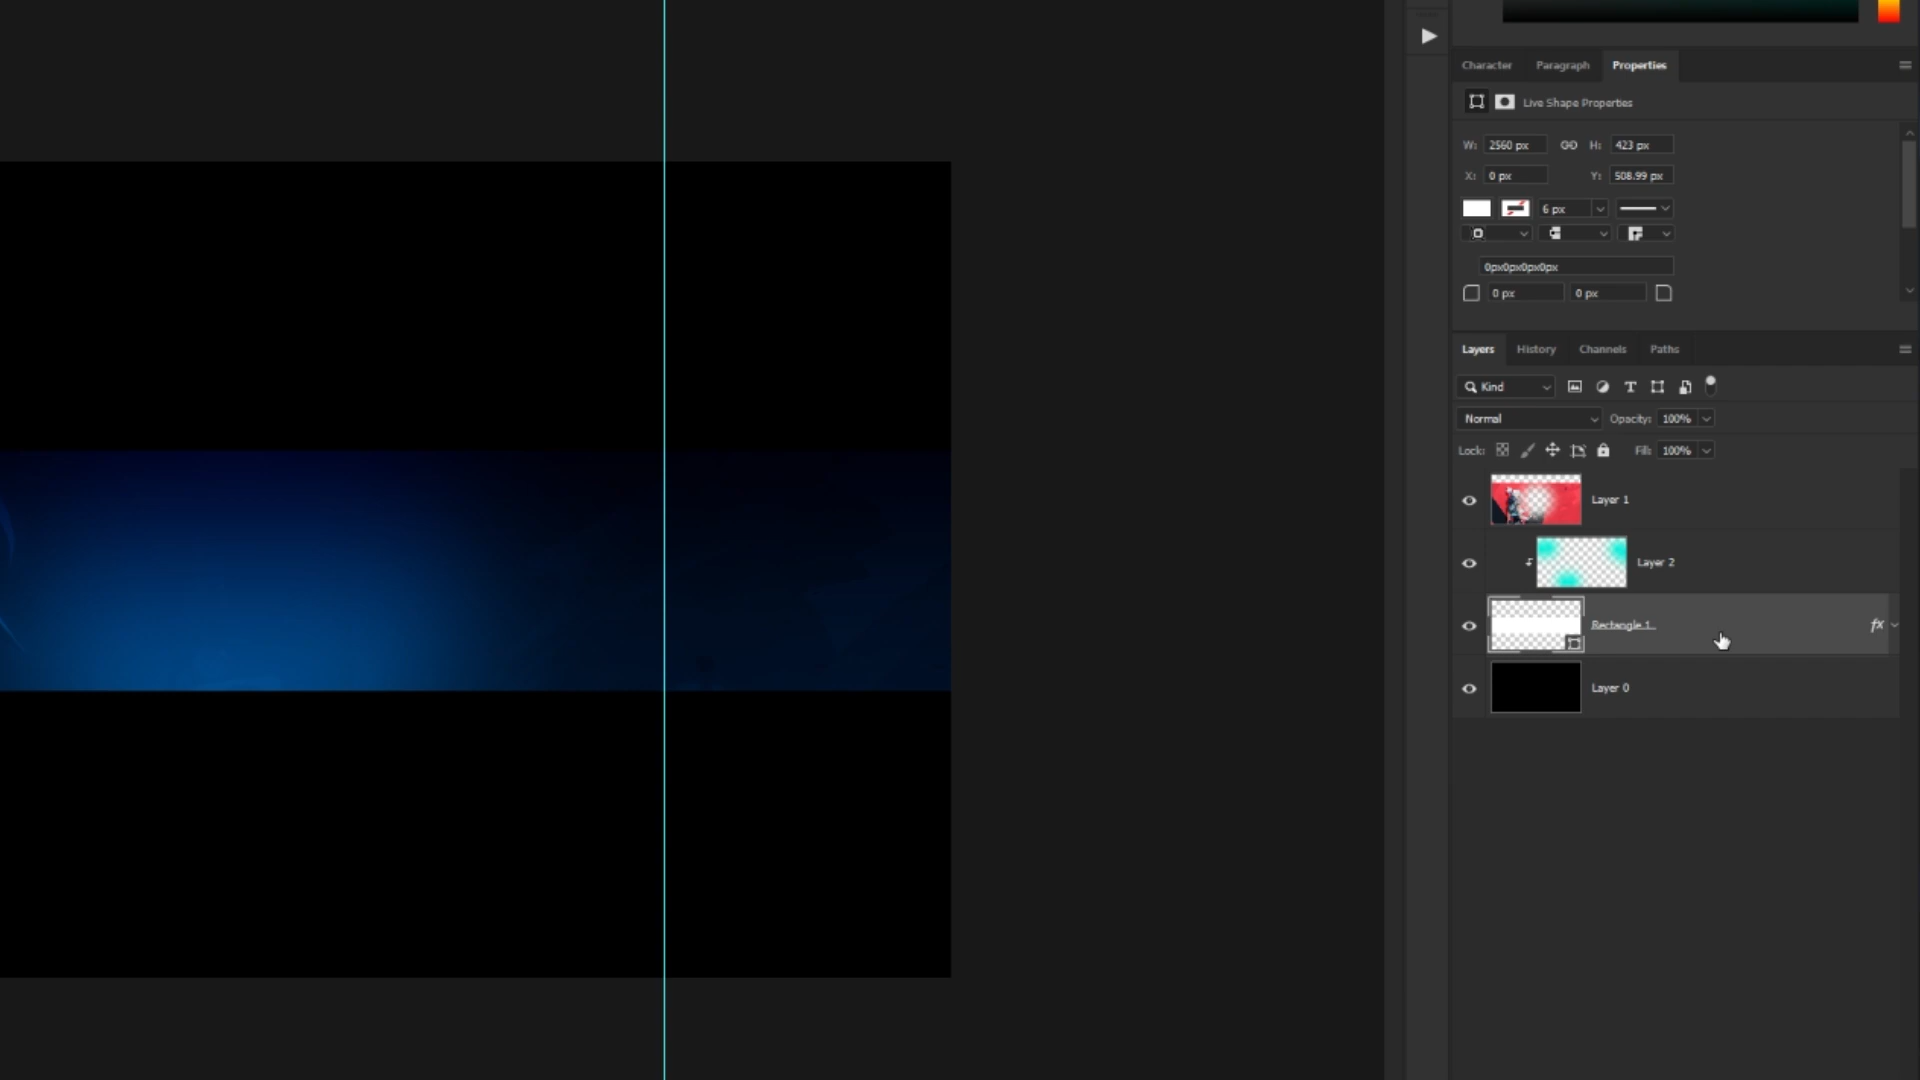 Character Paragraph Properties
Live Shape Properties
W: 2560 px H: 423 px
X: 0 px Y: 508.99 px
6 px
0px0px0px0px
0 px 0 px
Layers History Channels Paths
Kind
Normal Opacity: 100%
Lock: Fill: 100%
Layer 1
Layer 2
Rectangle 1 fx
Layer 0